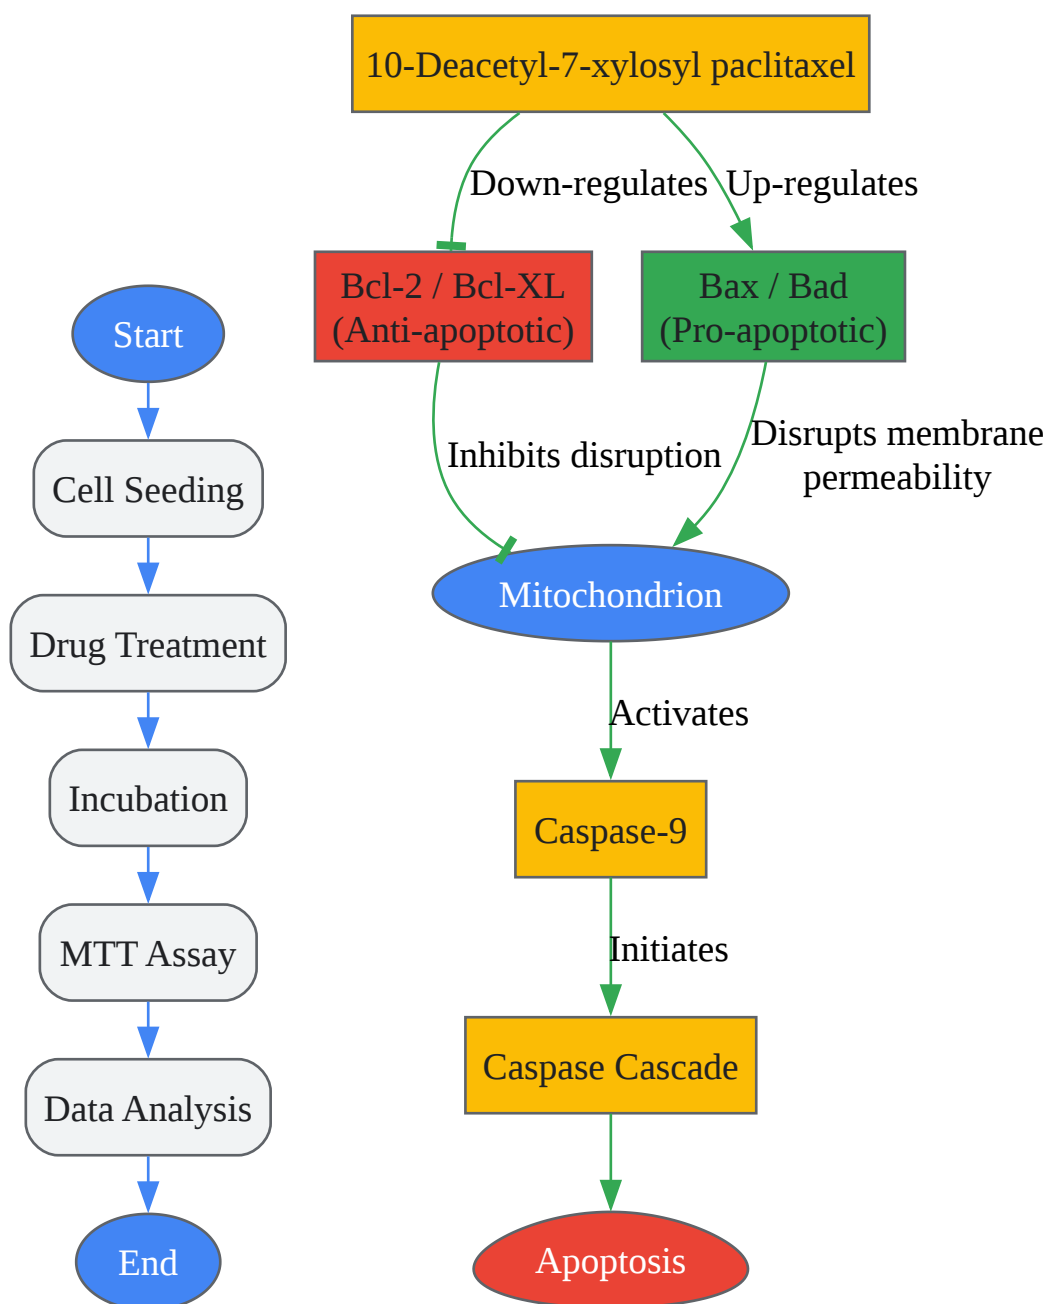 Start
Cell Seeding
Drug Treatment
Incubation
MTT Assay
Data Analysis
End
10-Deacetyl-7-xylosyl paclitaxel
Down-regulates
Up-regulates
Bcl-2 / Bcl-XL
(Anti-apoptotic)
Bax / Bad
(Pro-apoptotic)
Inhibits disruption
Disrupts membrane
permeability
Mitochondrion
Activates
Caspase-9
Initiates
Caspase Cascade
Apoptosis